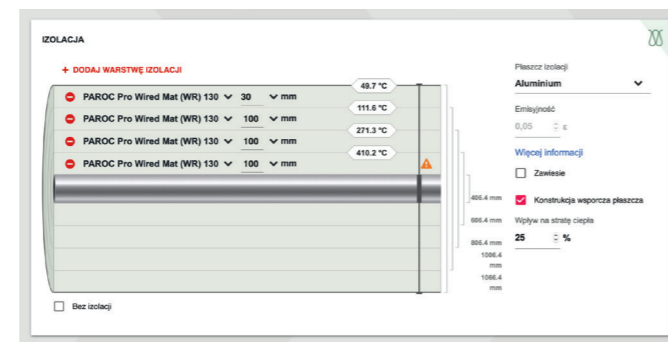 IZOLACJA
+ DODAJ WARSTWĘ IZOLACJI
49.7 °C
PAROC Pro Wired Mat (WR) 130 30 mm
111.6 °C
PAROC Pro Wired Mat (WR) 130 100 mm
271.3 °C
PAROC Pro Wired Mat (WR) 130 100 mm
410.2 °C
PAROC Pro Wired Mat (WR) 130 100 mm
406.4 mm
606.4 mm
806.4 mm
1006.4
mm
1066.4
mm
Bez izolacji
Płaszcz izolacji
Aluminium
Emisyjność
0,05 ε
Więcej informacji
Zawiesie
Konstrukcja wsporcza płaszcza
Wpływ na stratę ciepła
25 %